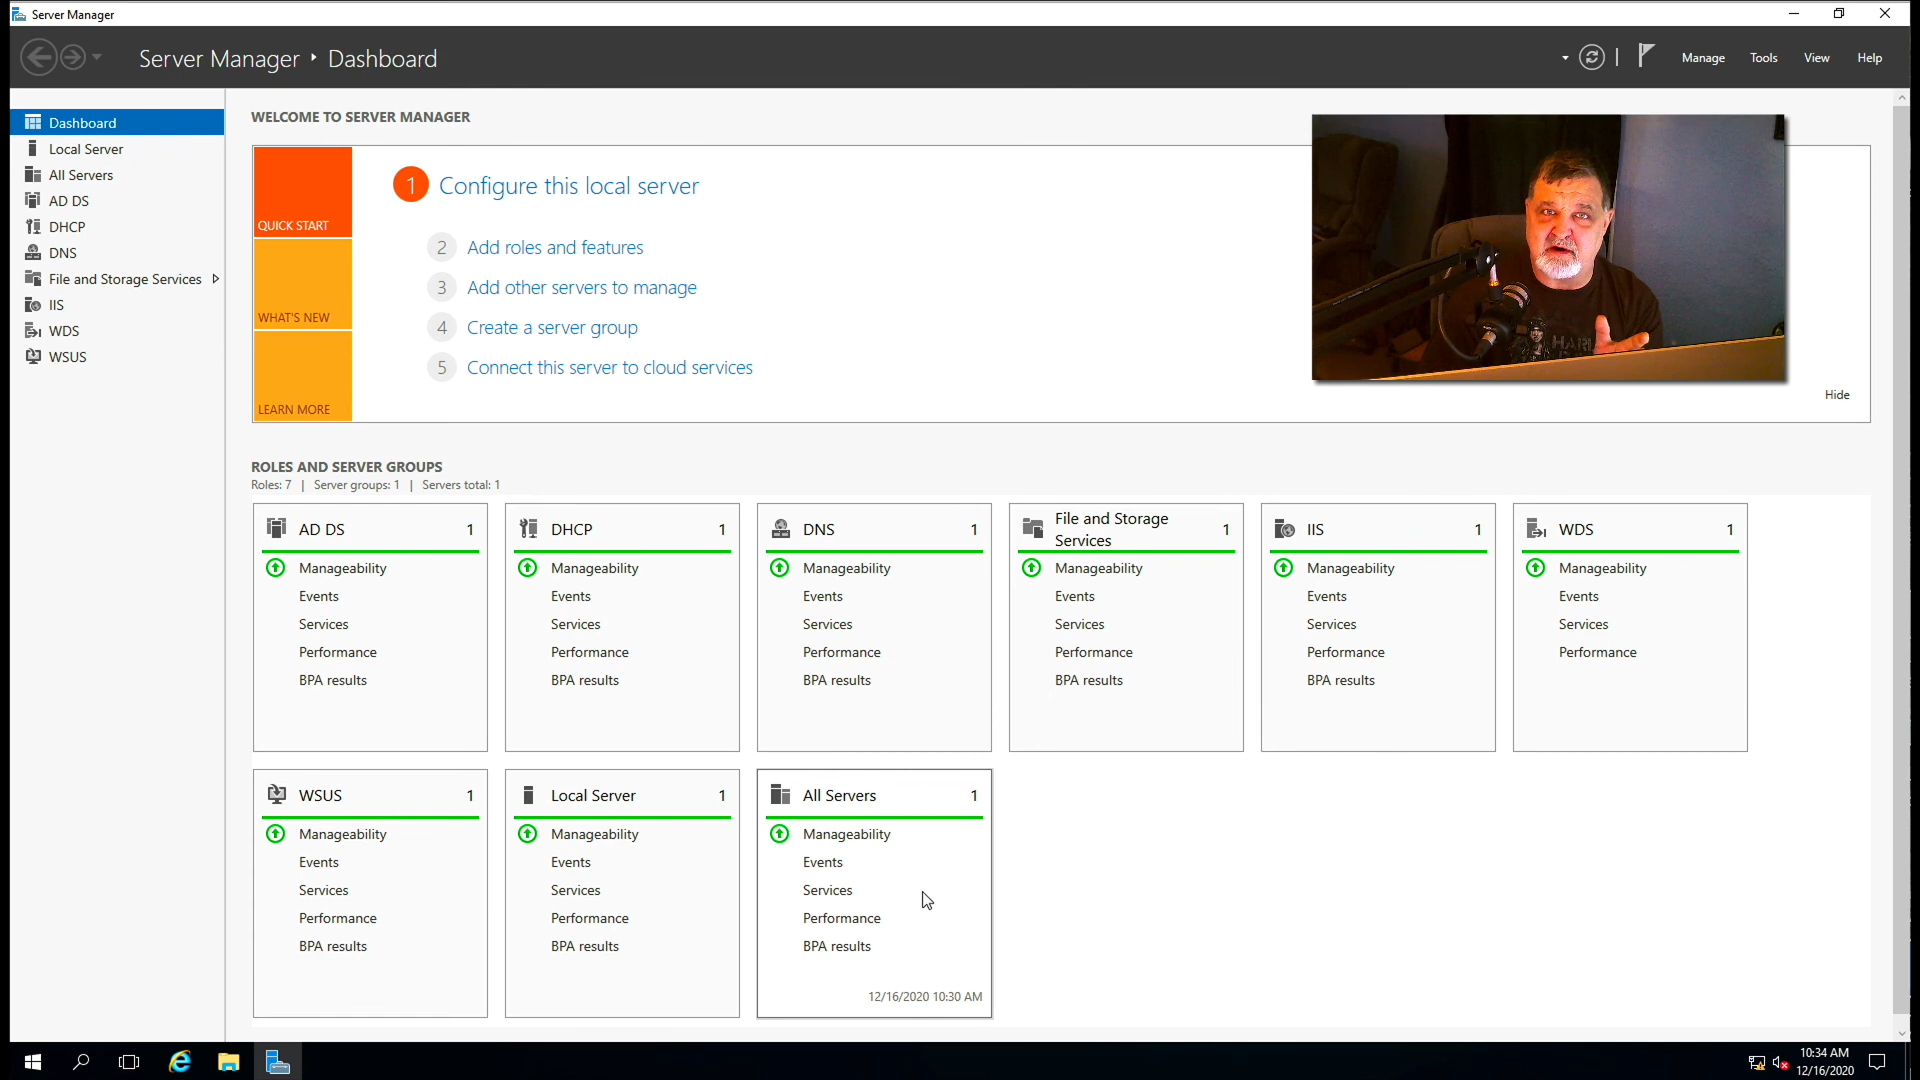 Server Manager
Server Manager Dashboard
Manage Tools View Help
Dashboard
Local Server
All Servers
AD DS
DHCP
DNS
File and Storage Services
IIS
WDS
WSUS
WELCOME TO SERVER MANAGER
QUICK START
WHAT'S NEW
LEARN MORE
1 Configure this local server
2 Add roles and features
3 Add other servers to manage
4 Create a server group
5 Connect this server to cloud services
Hide
ROLES AND SERVER GROUPS
Roles: 7 | Server groups: 1 | Servers total: 1
AD DS 1
Manageability
Events
Services
Performance
BPA results
DHCP 1
Manageability
Events
Services
Performance
BPA results
DNS 1
Manageability
Events
Services
Performance
BPA results
File and Storage
Services 1
Manageability
Events
Services
Performance
BPA results
IIS 1
Manageability
Events
Services
Performance
BPA results
WDS 1
Manageability
Events
Services
Performance
WSUS 1
Manageability
Events
Services
Performance
BPA results
Local Server 1
Manageability
Events
Services
Performance
BPA results
All Servers 1
Manageability
Events
Services
Performance
BPA results
12/16/2020 10:30 AM
10:34 AM
12/16/2020